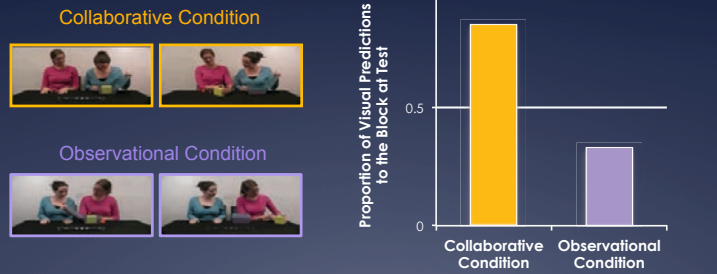 Collaborative Condition
Observational Condition
Proportion of Visual Predictions
to the Block at Test
0.5
0
Collaborative
Condition
Observational
Condition